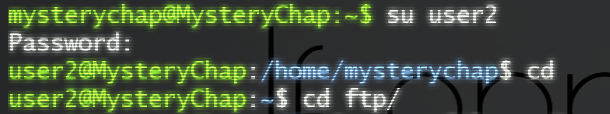 mysterychap@MysteryChap:~$ su user2
Password:
user2@MysteryChap:/home/mysterychap$ cd
user2@MysteryChap:~$ cd ftp/